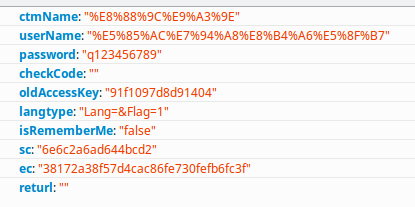 ctmName: "%E8%88%9C%E9%A3%9E"
userName: "%E5%85%AC%E7%94%A8%E8%B4%A6%E5%8F%B7"
password: "q123456789"
checkCode: ""
oldAccessKey: "91f1097d8d91404"
langtype: "Lang=&Flag=1"
isRememberMe: "false"
sc: "6e6c2a6ad644bcd2"
ec: "38172a38f57d4cac86fe730fefb6fc3f"
returl: ""